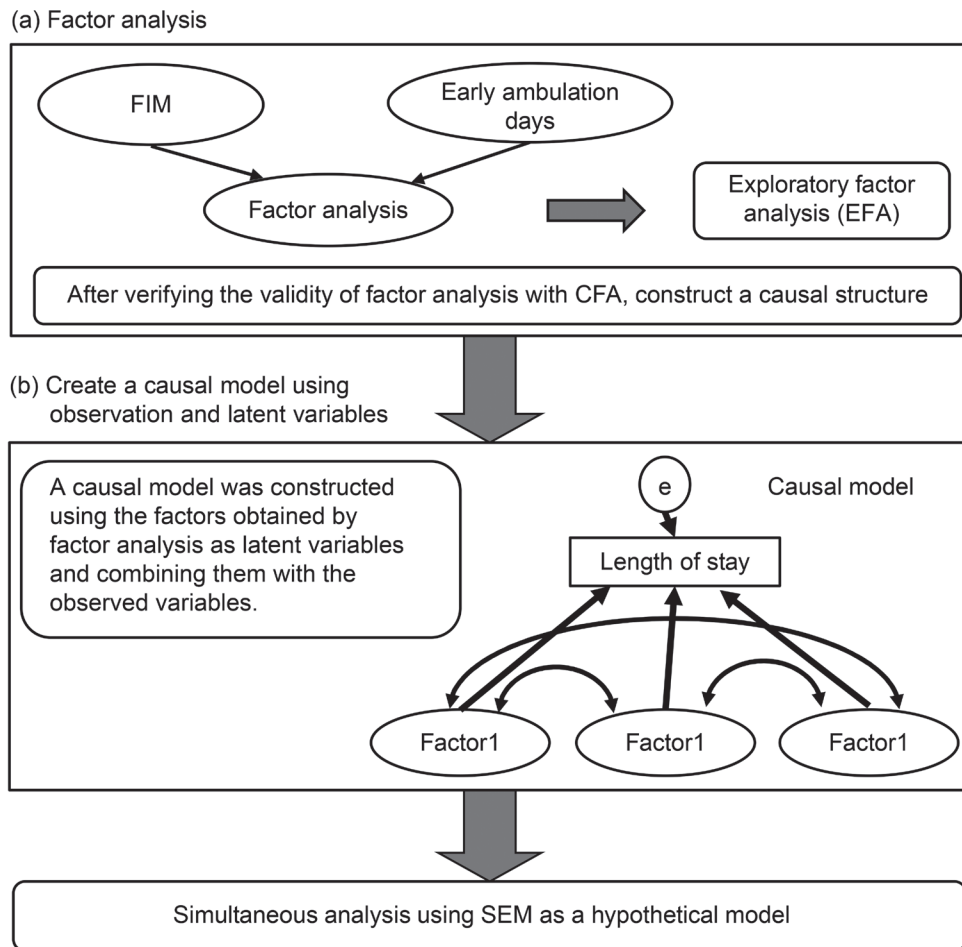 (a) Factor analysis
FIM
Early ambulation
days
Factor analysis
Exploratory factor
analysis (EFA)
After verifying the validity of factor analysis with CFA, construct a causal structure
(b) Create a causal model using
observation and latent variables
A causal model was constructed
using the factors obtained by
factor analysis as latent variables
and combining them with the
observed variables.
e
Causal model
Length of stay
Factor1
Factor1
Factor1
Simultaneous analysis using SEM as a hypothetical model